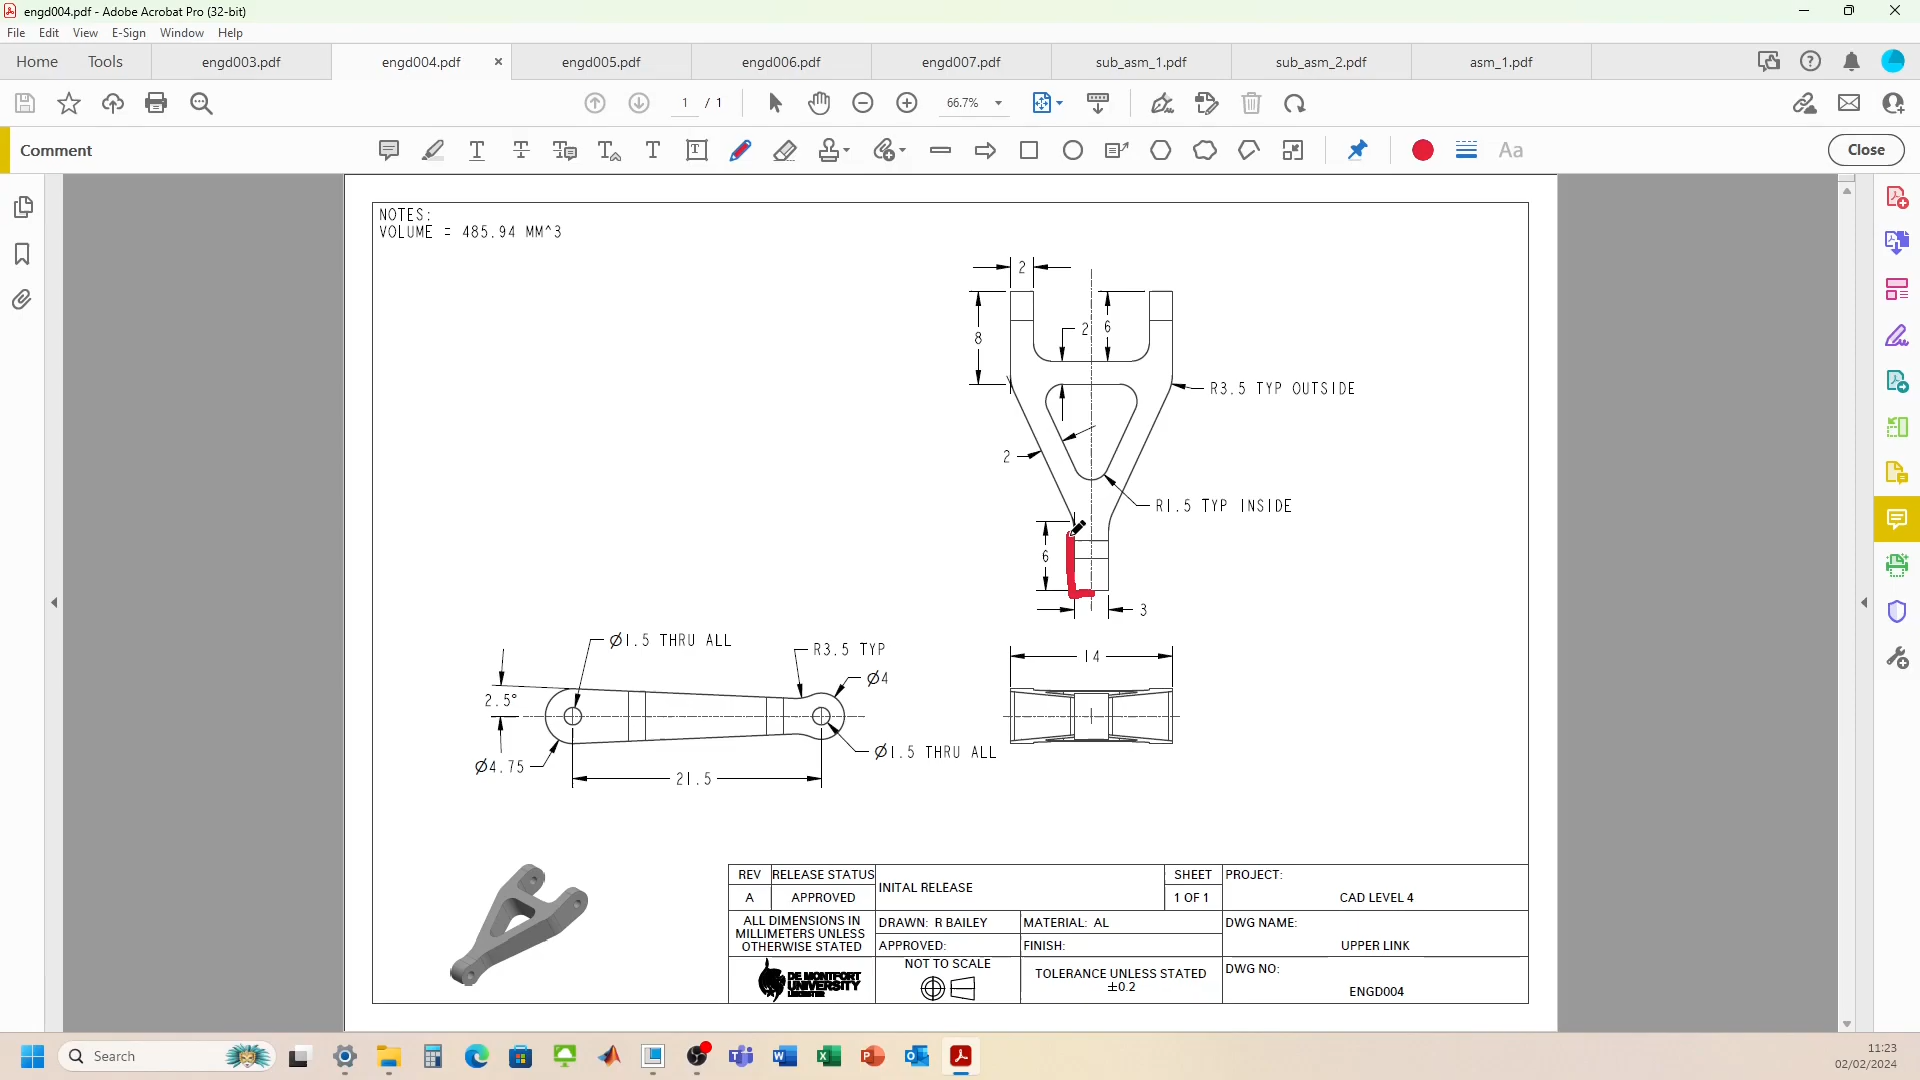 engd004.pdf - Adobe Acrobat Pro (32-bit)
File Edit View E-Sign Window Help
Home Tools engd003.pdf engd004.pdf engd005.pdf engd006.pdf engd007.pdf sub_asm_1.pdf sub_asm_2.pdf asm_1.pdf
1 / 1 66.7%
Comment
Aa
Close
NOTES:
VOLUME = 485.94 MM^3
2
8
2
6
R3.5 TYP OUTSIDE
2
R1.5 TYP INSIDE
6
3
Ø1.5 THRU ALL
R3.5 TYP
Ø4
14
2.5°
Ø4.75
Ø1.5 THRU ALL
21.5
REV RELEASE STATUS
A APPROVED
INITAL RELEASE
SHEET
1 OF 1
PROJECT:
CAD LEVEL 4
ALL DIMENSIONS IN
MILLIMETERS UNLESS
OTHERWISE STATED
DRAWN: R BAILEY
APPROVED:
MATERIAL: AL
FINISH:
DWG NAME:
UPPER LINK
DE MONTFORT
UNIVERSITY
LEICESTER
NOT TO SCALE
TOLERANCE UNLESS STATED
±0.2
DWG NO:
ENGD004
Search
11:23
02/02/2024